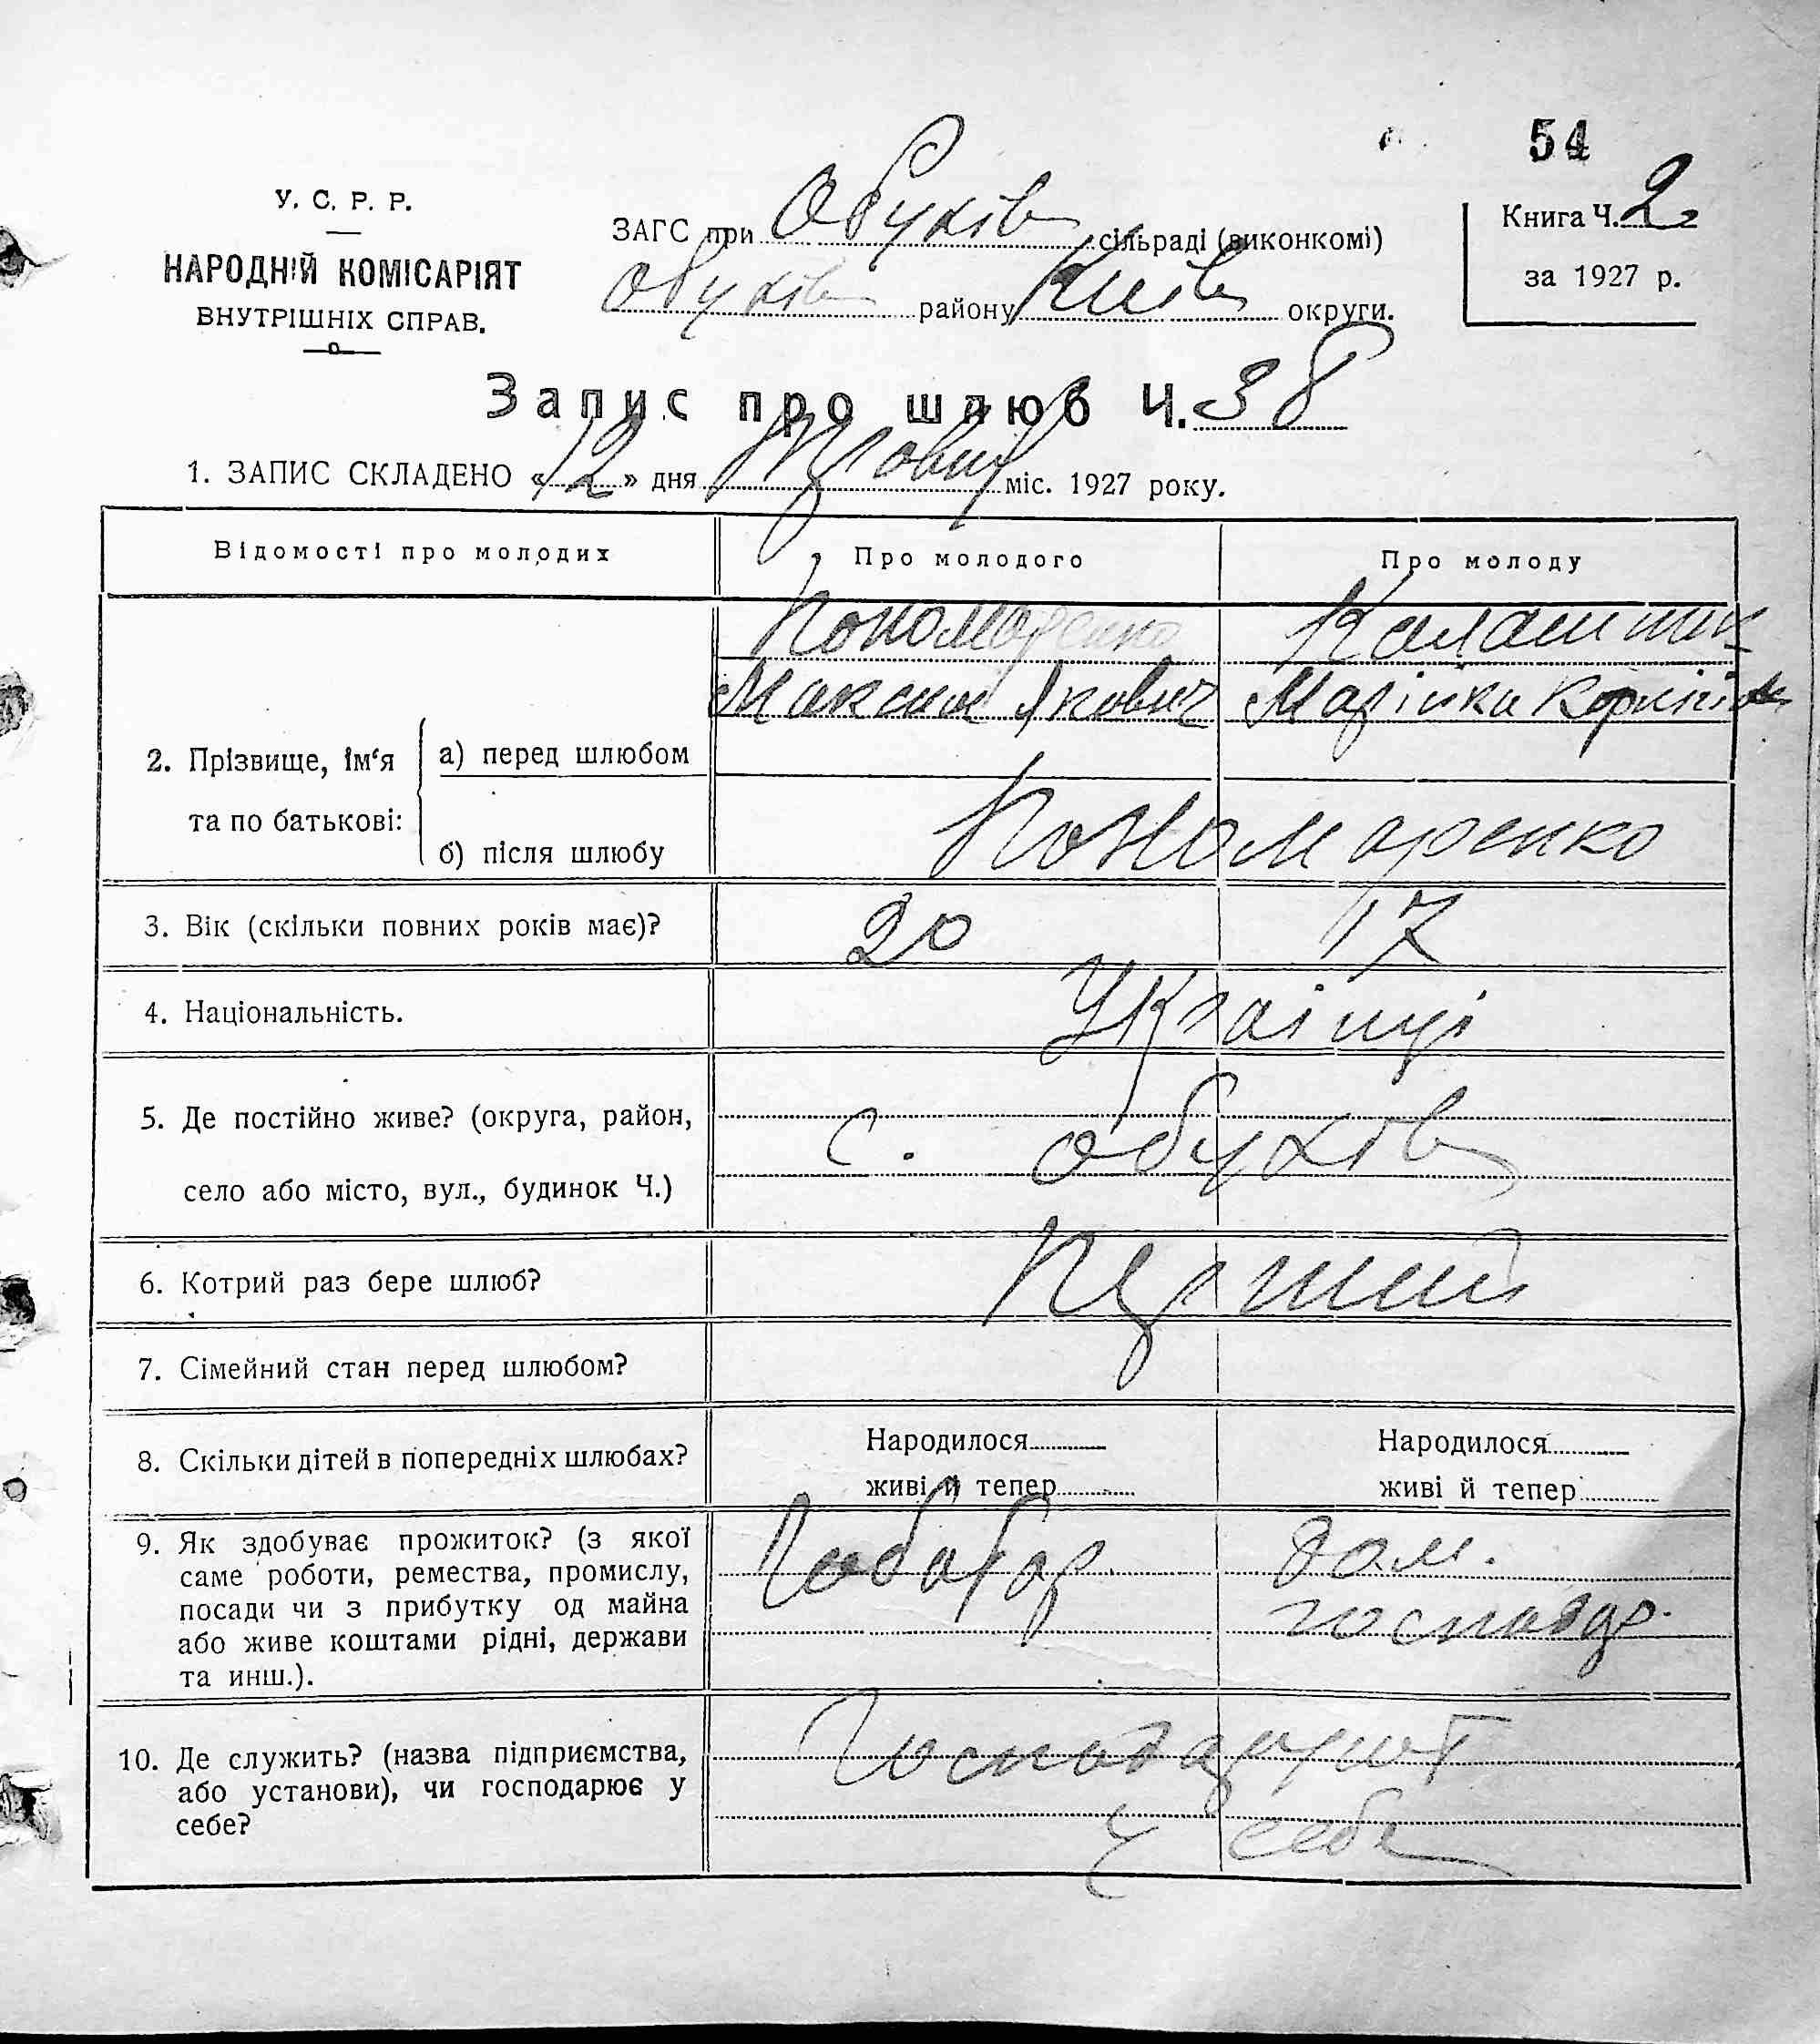 54
У. С. Р. Р.
НАРОДНІЙ КОМІСАРІЯТ
ВНУТРІШНІХ СПРАВ.
ЗАГС при Обухів сільраді (виконкомі)
Обухів району Київ округи.
Книга Ч. 2
за 1927 р.
Запис про шлюб Ч. 38
1. ЗАПИС СКЛАДЕНО «12» дня міс. 1927 року.
Відомості про молодих Про молодого Про молоду
Пономаренко Калашник
Максим Якович Марійка
2. Прізвище, ім‘я та по батькові:
а) перед шлюбом
б) після шлюбу Пономаренко
3. Вік (скільки повних років має)? 20 17
4. Національність. Украінці
5. Де постійно живе? (округа, район,
село або місто, вул., будинок Ч.)
с. Обухів
6. Котрий раз бере шлюб? Перший
7. Сімейний стан перед шлюбом?
8. Скільки дітей в попередніх шлюбах?
Народилося Народилося
живі й тепер живі й тепер
9. Як здобуває прожиток? (з якої
саме роботи, ремества, промислу,
посади чи з прибутку од майна
або живе коштами рідні, держави
та инш.).
Хлібороб дом.
господар.
10. Де служить? (назва підприємства,
або установи), чи господарює у
себе?
Господарюют
у себе